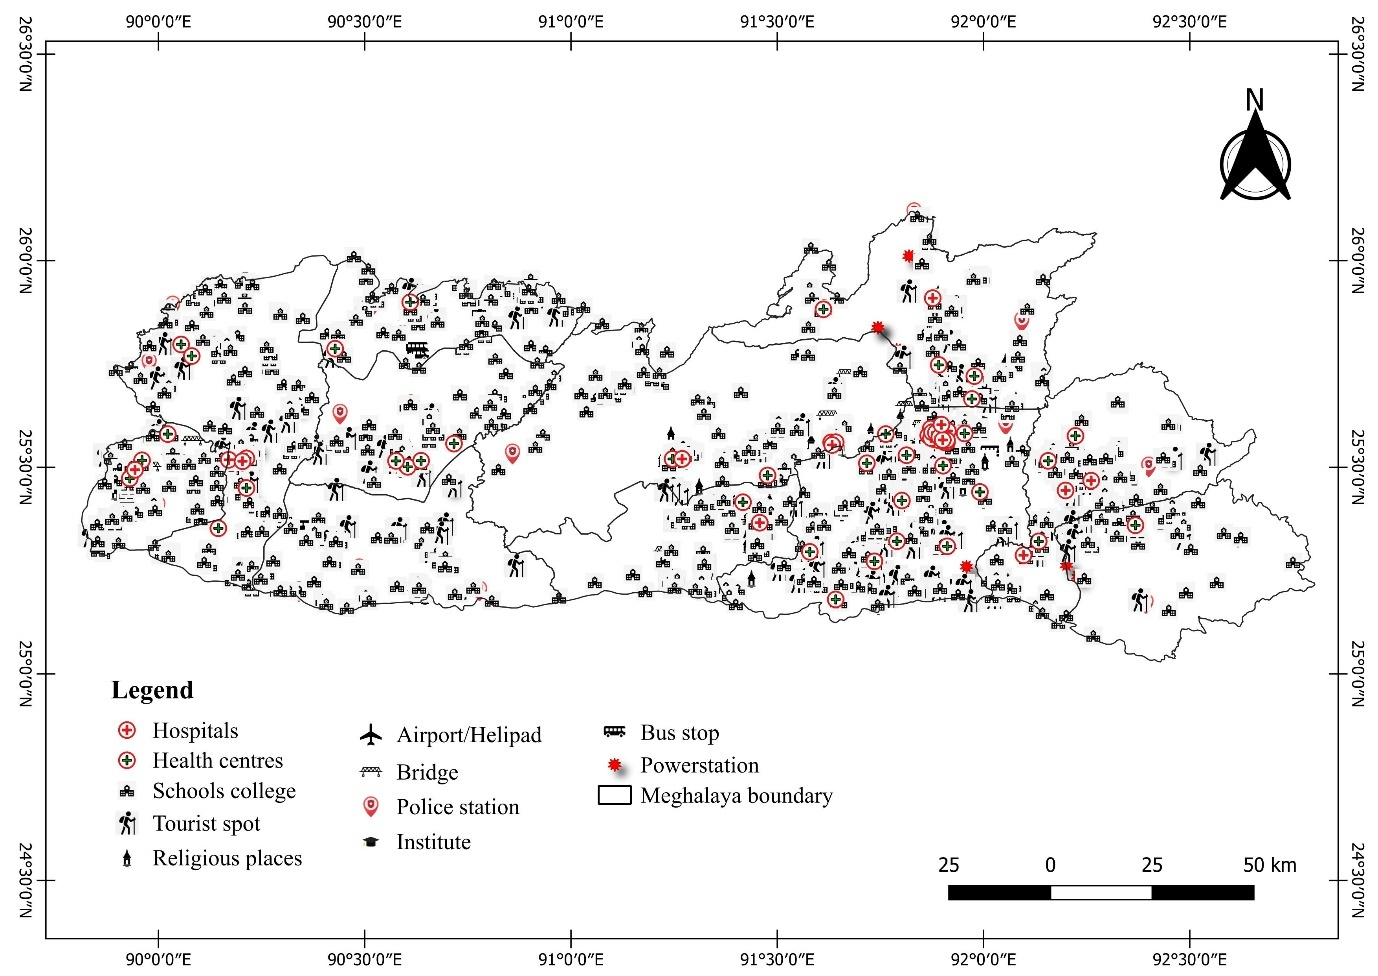 90°0′0″E 90°30′0″E 91°0′0″E 91°30′0″E 92°0′0″E 92°30′0″E
26°30′0″N 26°30′0″N
N
26°0′0″N 26°0′0″N
25°30′0″N 25°30′0″N
25°0′0″N 25°0′0″N
Legend
Hospitals
Health centres
Schools college
Tourist spot
Religious places
Airport/Helipad
Bridge
Police station
Institute
Bus stop
Powerstation
Meghalaya boundary
25 0 25 50 km
24°30′0″N 24°30′0″N
90°0′0″E 90°30′0″E 91°0′0″E 91°30′0″E 92°0′0″E 92°30′0″E